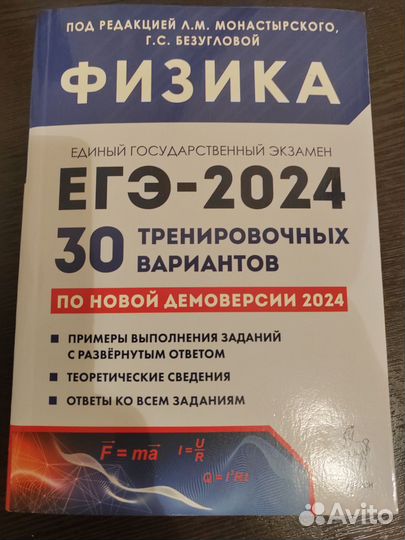 ПОД РЕДАКЦИЕЙ Л.М. МОНАСТЫРСКОГО,
Г.С. БЕЗУГЛОВОЙ
ФИЗИКА
ЕДИНЫЙ ГОСУДАРСТВЕННЫЙ ЭКЗАМЕН
ЕГЭ-2024
30 ТРЕНИРОВОЧНЫХ
ВАРИАНТОВ
ПО НОВОЙ ДЕМОВЕРСИИ 2024
ПРИМЕРЫ ВЫПОЛНЕНИЯ ЗАДАНИЙ
С РАЗВЁРНУТЫМ ОТВЕТОМ
ТЕОРЕТИЧЕСКИЕ СВЕДЕНИЯ
ОТВЕТЫ КО ВСЕМ ЗАДАНИЯМ
F = ma
I = U/R
Q = I²Rt
Avito